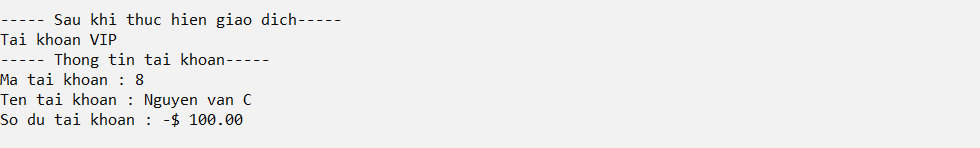 ----- Sau khi thuc hien giao dich-----
Tai khoan VIP
----- Thong tin tai khoan-----
Ma tai khoan : 8
Ten tai khoan : Nguyen van C
So du tai khoan : -$ 100.00